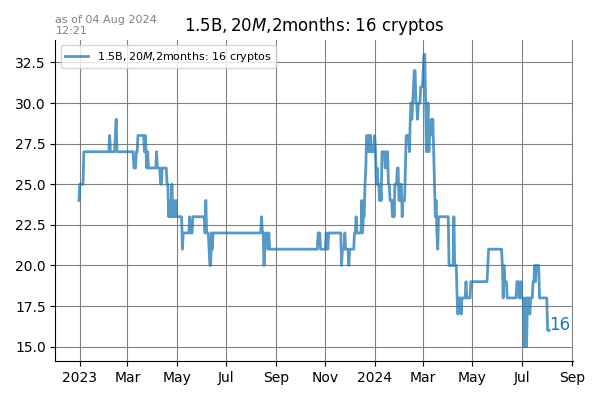 as of 04 Aug 2024
12:21
1.5B, 20M,2months: 16 cryptos
1.5B, 20M,2months: 16 cryptos
32.5
30.0
27.5
25.0
22.5
20.0
17.5
15.0
16
2023 Mar May Jul Sep Nov 2024 Mar May Jul Sep